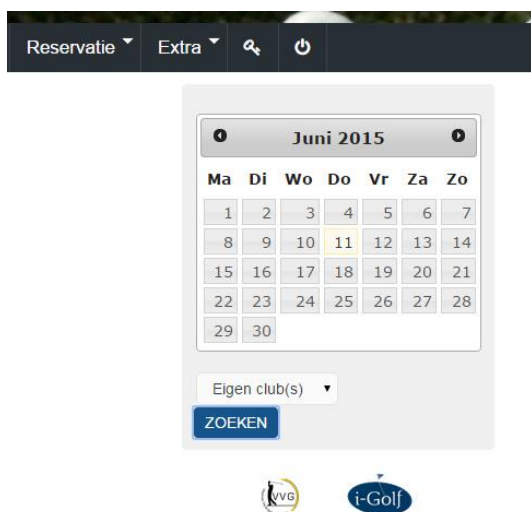 Reservatie Extra
Juni 2015
Ma Di Wo Do Vr Za Zo
1 2 3 4 5 6 7
8 9 10 11 12 13 14
15 16 17 18 19 20 21
22 23 24 25 26 27 28
29 30
Eigen club(s)
ZOEKEN
VVG i-Golf